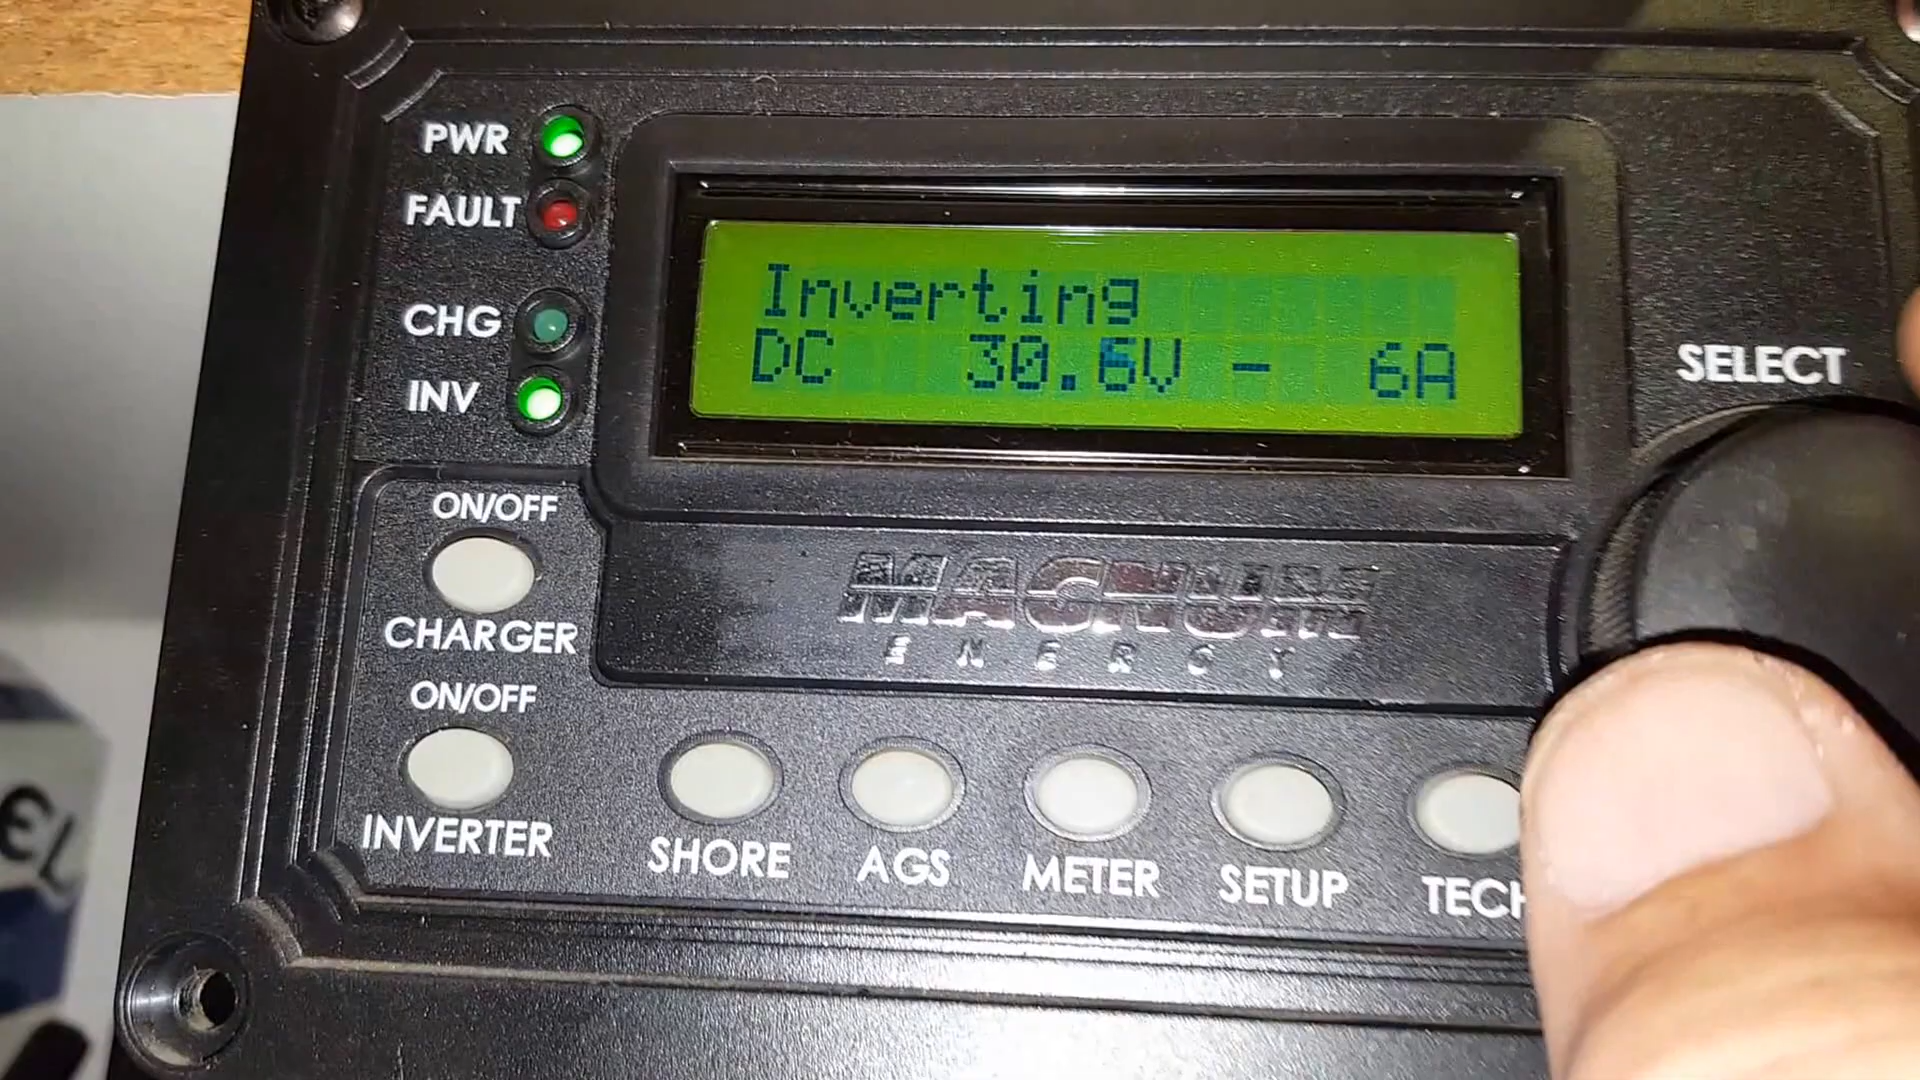 PWR
FAULT
CHG
INV
Inverting
DC 30.6V - 6A
SELECT
ON/OFF
CHARGER
ON/OFF
INVERTER
MAGNUM
ENERGY
SHORE
AGS
METER
SETUP
TECH
EL